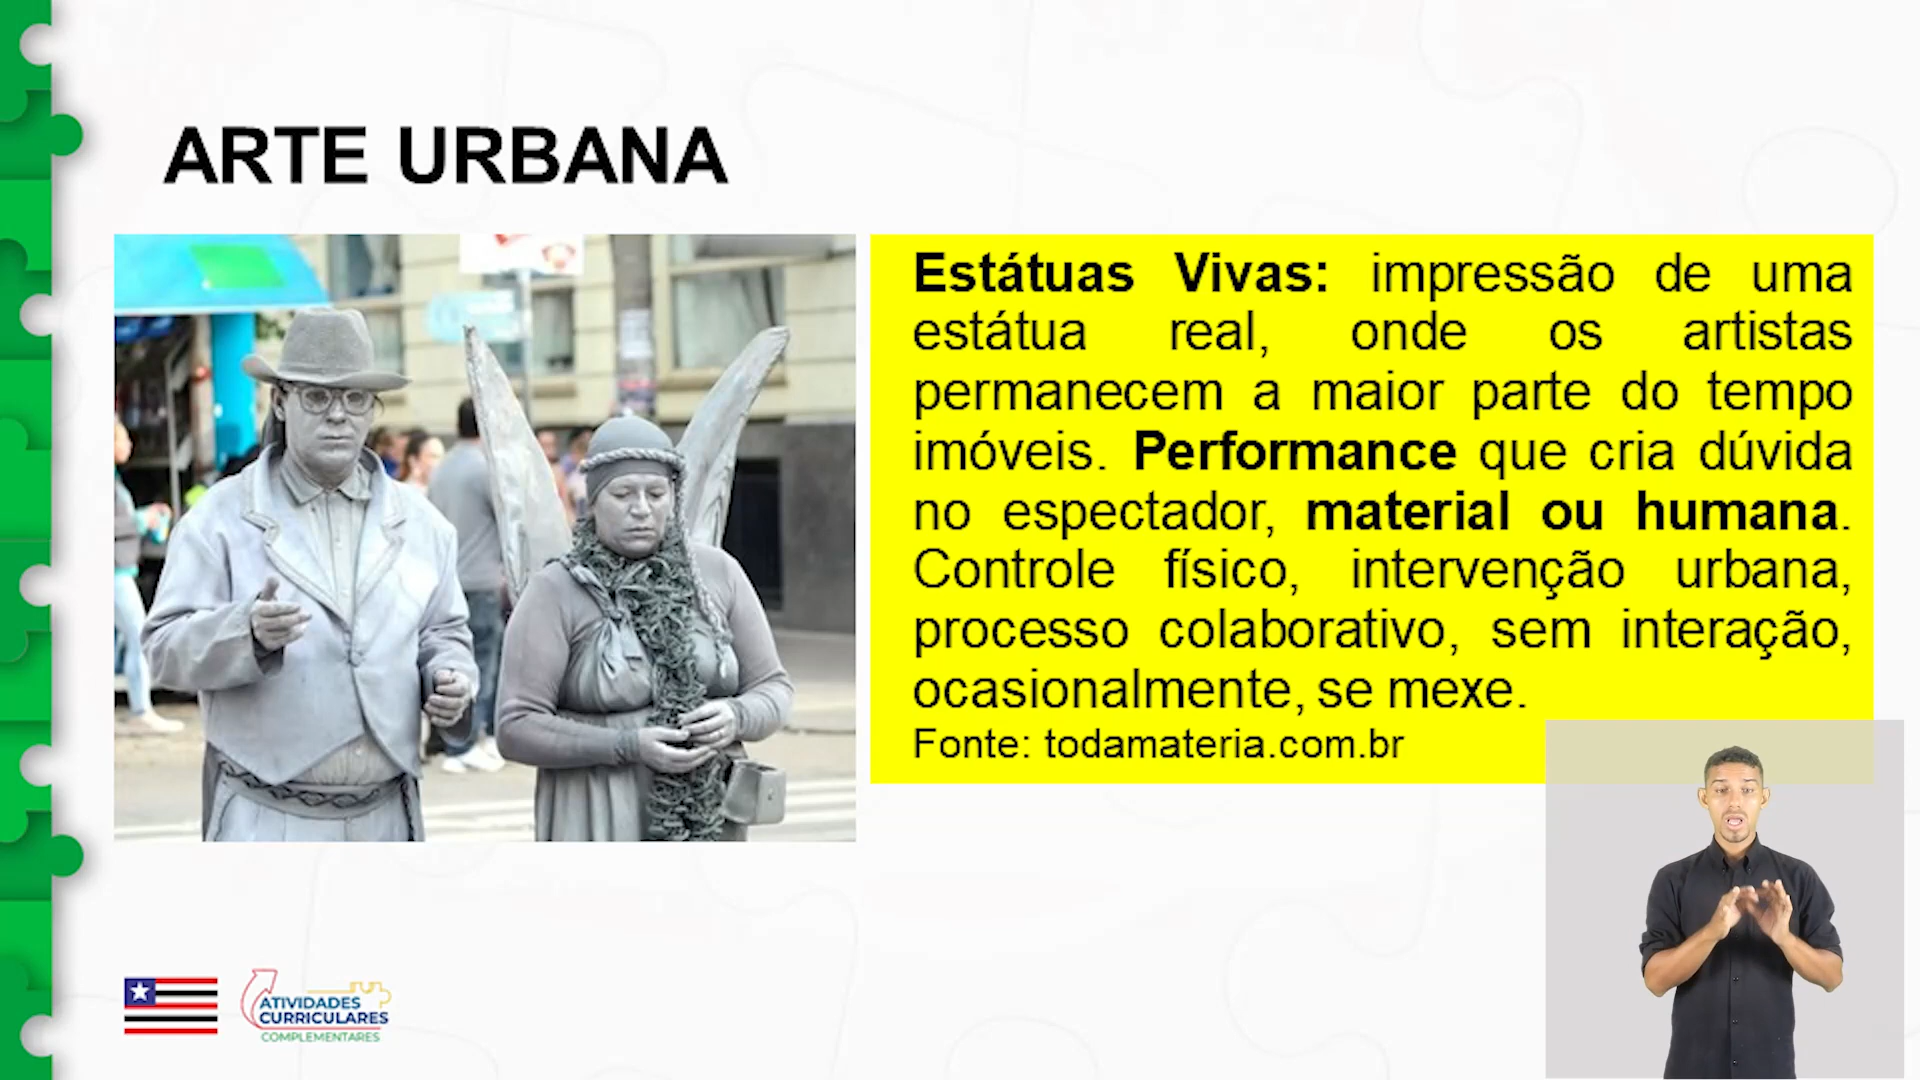 ARTE URBANA
Estátuas Vivas: impressão de uma
estátua real, onde os artistas
permanecem a maior parte do tempo
imóveis. Performance que cria dúvida
no espectador, material ou humana.
Controle físico, intervenção urbana,
processo colaborativo, sem interação,
ocasionalmente, se mexe.
Fonte: todamateria.com.br
ATIVIDADES
CURRICULARES
COMPLEMENTARES